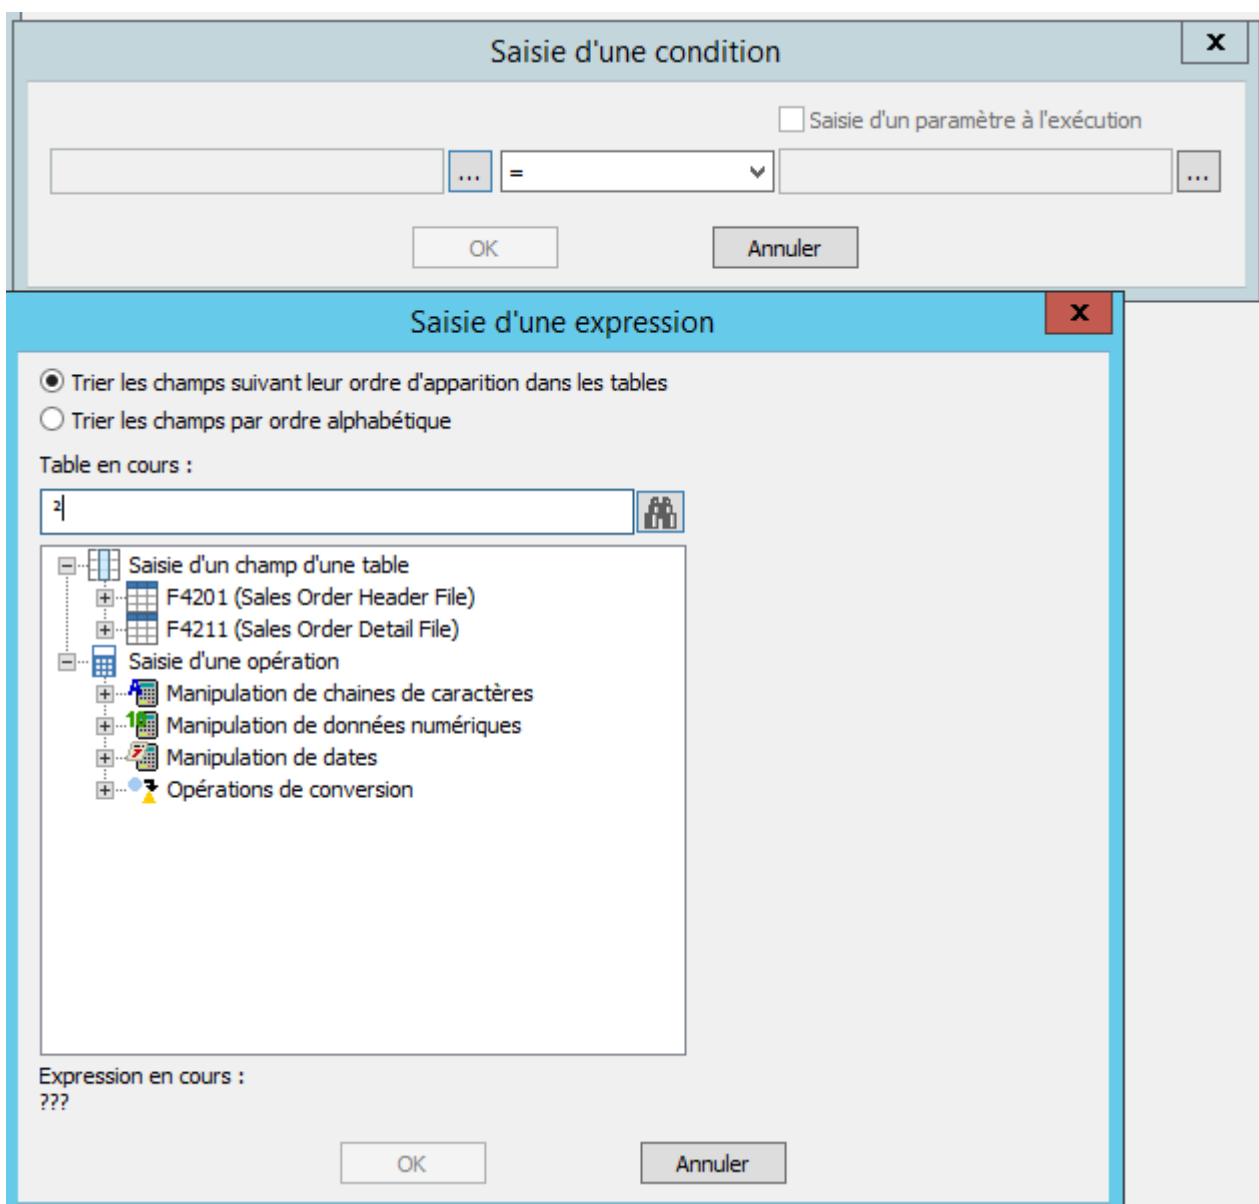 Saisie d'une condition
x
Saisie d'un paramètre à l'exécution
... = ...
OK Annuler
Saisie d'une expression
x
Trier les champs suivant leur ordre d'apparition dans les tables
Trier les champs par ordre alphabétique
Table en cours :
²
Saisie d'un champ d'une table
F4201 (Sales Order Header File)
F4211 (Sales Order Detail File)
Saisie d'une opération
Manipulation de chaines de caractères
Manipulation de données numériques
Manipulation de dates
Opérations de conversion
Expression en cours :
???
OK Annuler